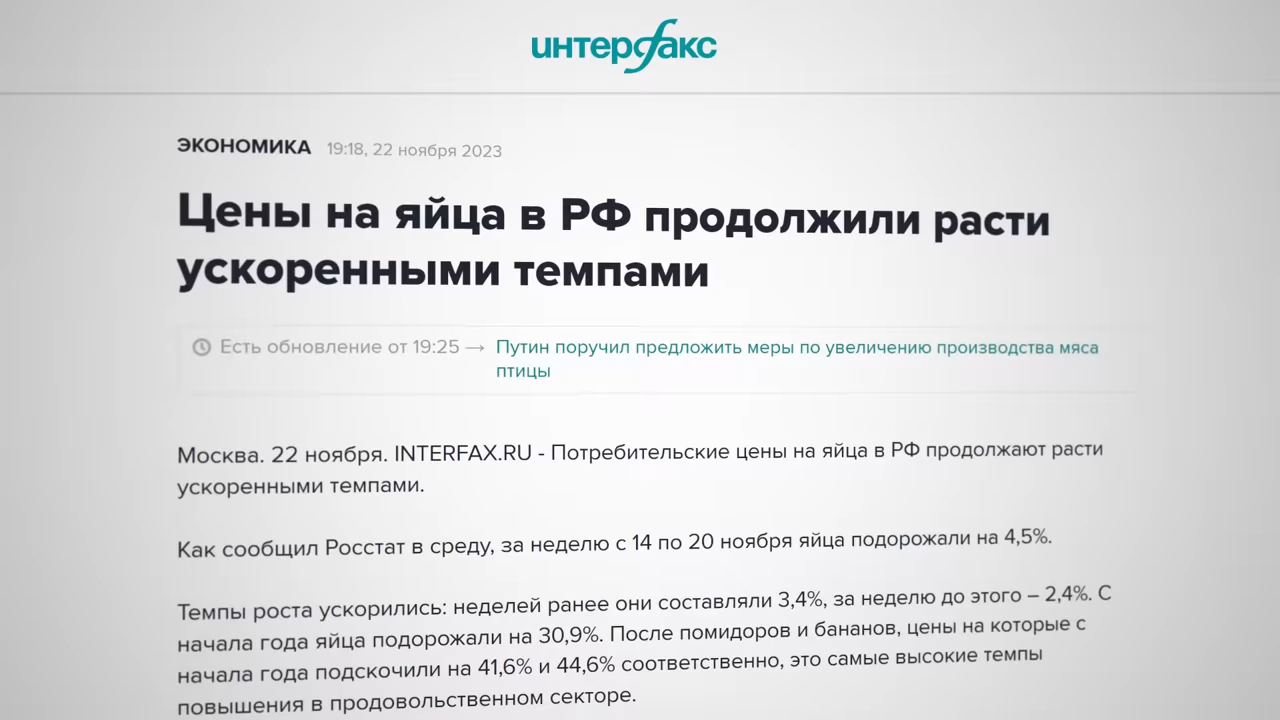 интерфакс
ЭКОНОМИКА 19:18, 22 ноября 2023
Цены на яйца в РФ продолжили расти
ускоренными темпами
Есть обновление от 19:25 → Путин поручил предложить меры по увеличению производства мяса
птицы
Москва. 22 ноября. INTERFAX.RU - Потребительские цены на яйца в РФ продолжают расти
ускоренными темпами.
Как сообщил Росстат в среду, за неделю с 14 по 20 ноября яйца подорожали на 4,5%.
Темпы роста ускорились: неделей ранее они составляли 3,4%, за неделю до этого – 2,4%. С
начала года яйца подорожали на 30,9%. После помидоров и бананов, цены на которые с
начала года подскочили на 41,6% и 44,6% соответственно, это самые высокие темпы
повышения в продовольственном секторе.